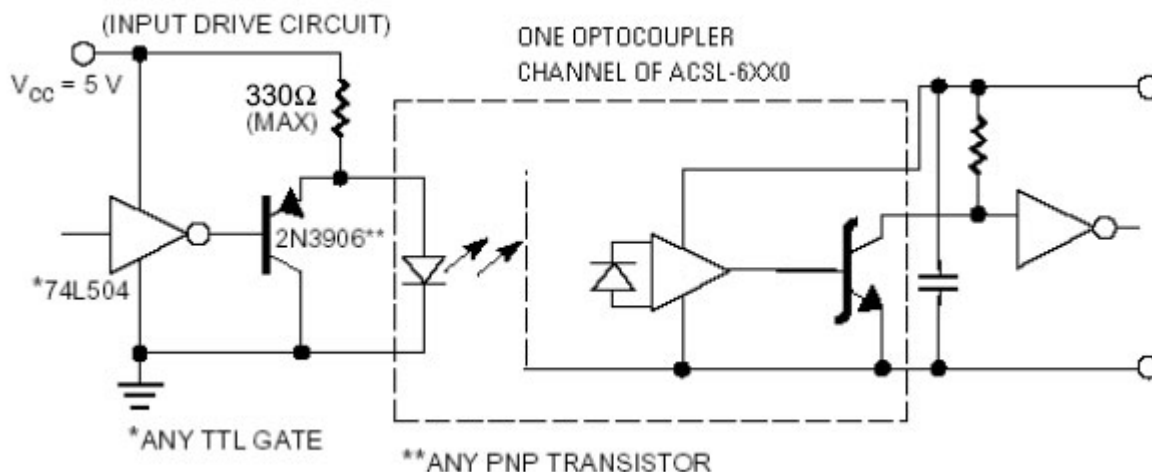 (INPUT DRIVE CIRCUIT)
VCC = 5 V
330Ω
(MAX)
2N3906**
*74L504
*ANY TTL GATE
ONE OPTOCOUPLER
CHANNEL OF ACSL-6XX0
**ANY PNP TRANSISTOR